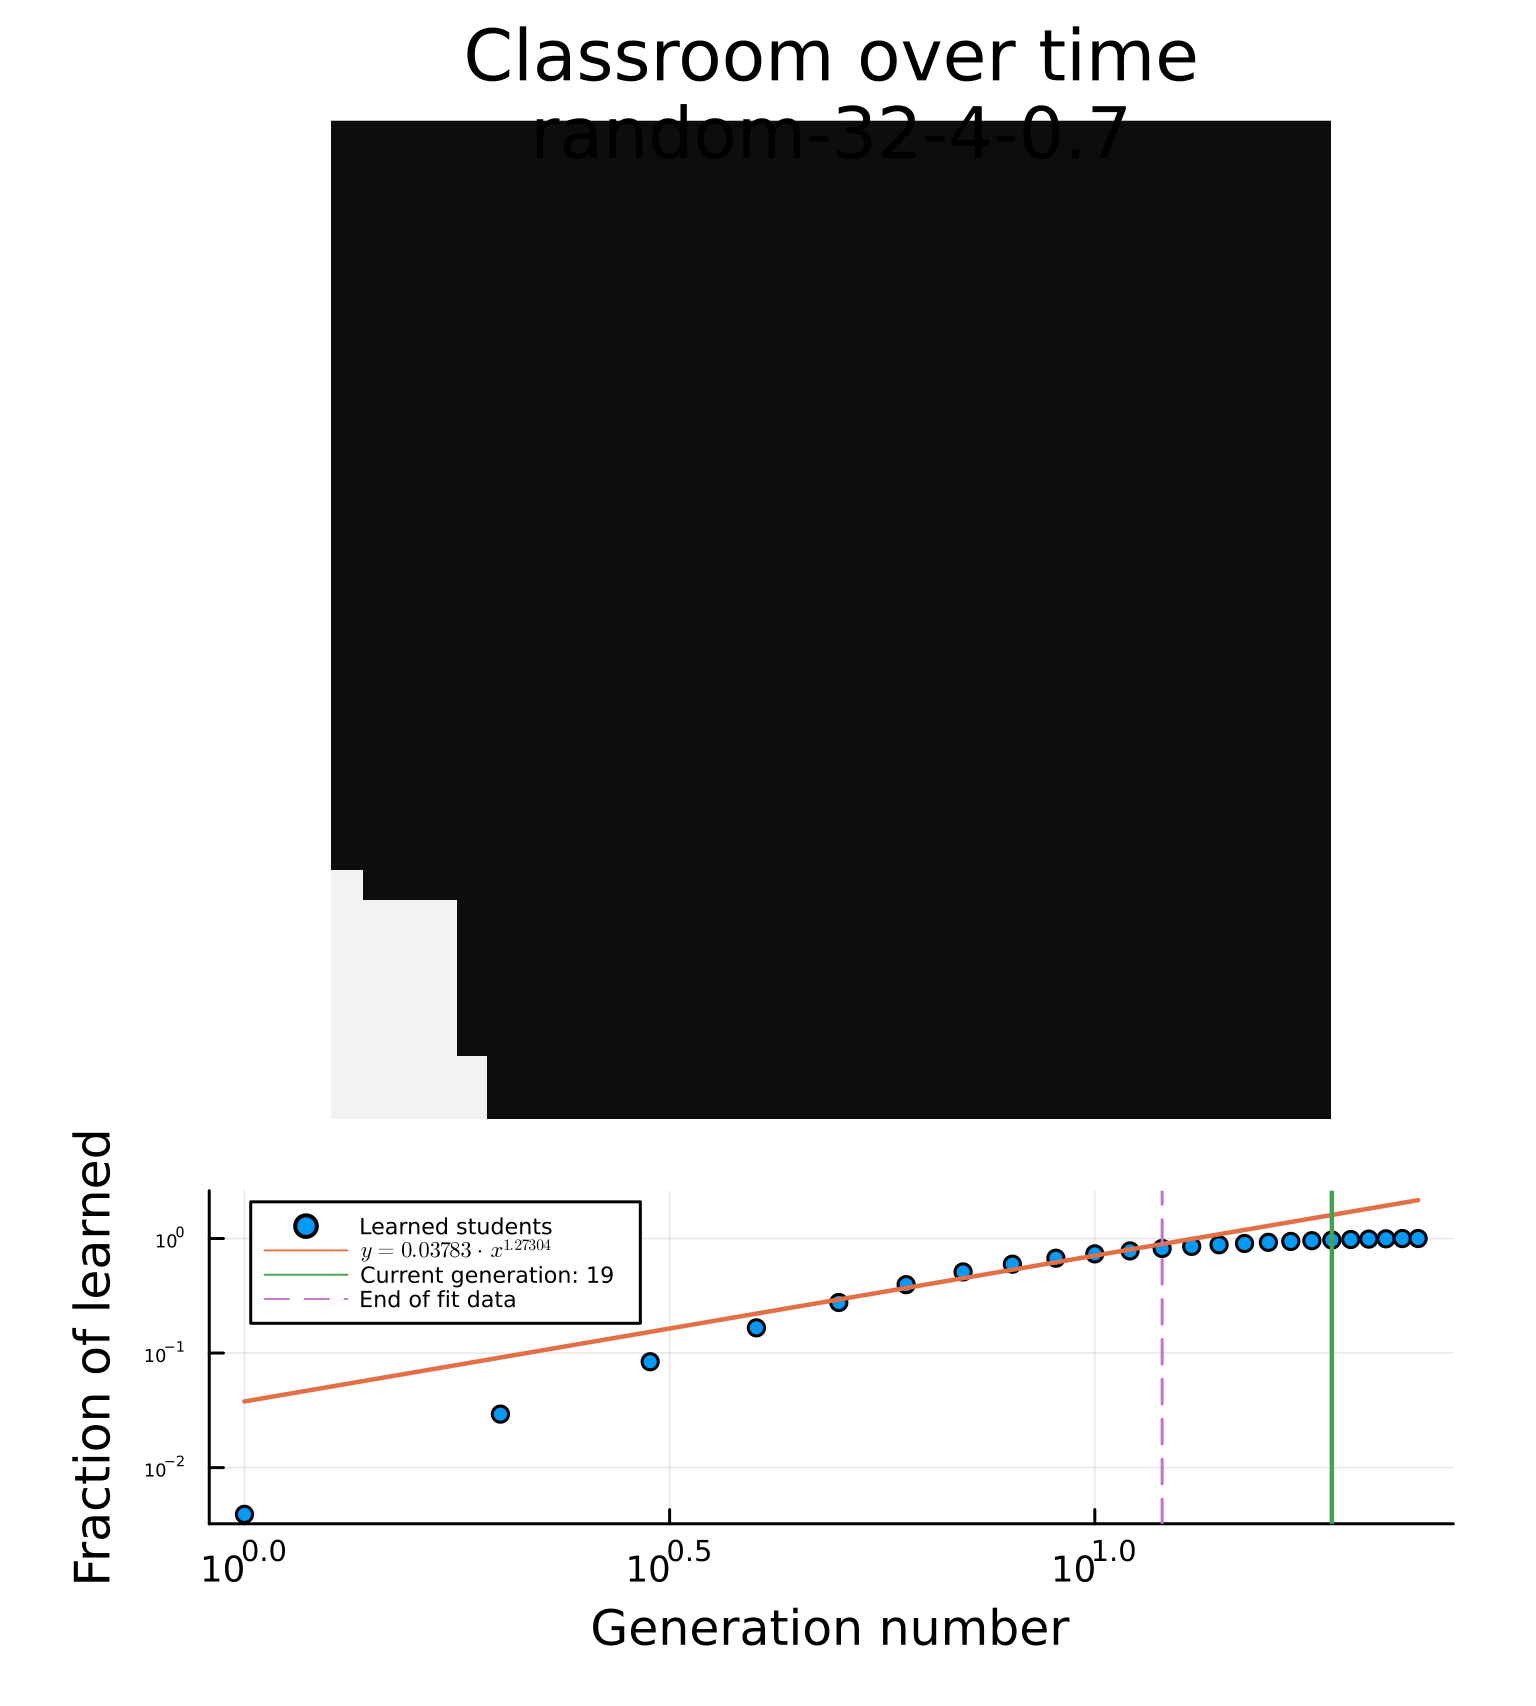 Classroom over time
random-32-4-0.7
Fraction of learned
10⁰
10⁻¹
10⁻²
Learned students
y = 0.03783 · x^1.27304
Current generation: 19
End of fit data
10^0.0
10^0.5
10^1.0
Generation number